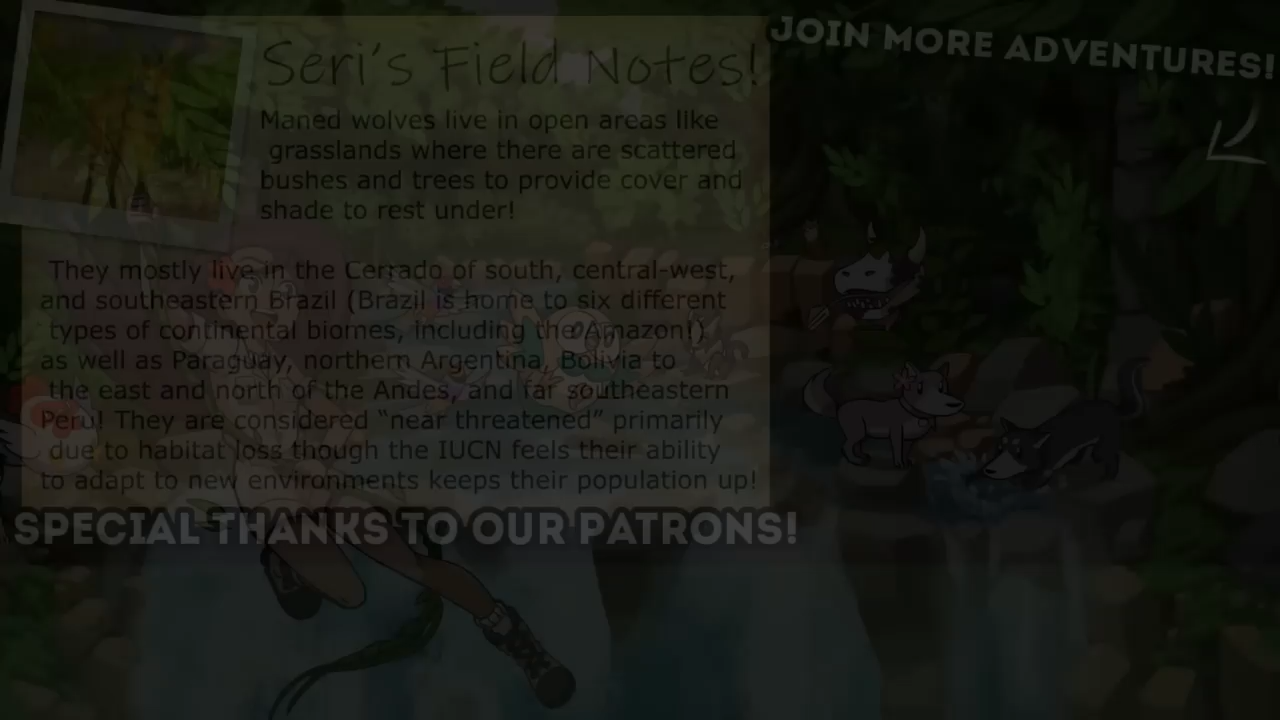 Seri's Field Notes!
JOIN MORE ADVENTURES!
Maned wolves live in open areas like
grasslands where there are scattered
bushes and trees to provide cover and
shade to rest under!
They mostly live in the Cerrado of south, central-west,
and southeastern Brazil (Brazil is home to six different
types of continental biomes, including the Amazon!)
as well as Paraguay, northern Argentina, Bolivia to
the east and north of the Andes, and far southeastern
Peru! They are considered “near threatened” primarily
due to habitat loss though the IUCN feels their ability
to adapt to new environments keeps their population up!
SPECIAL THANKS TO OUR PATRONS!